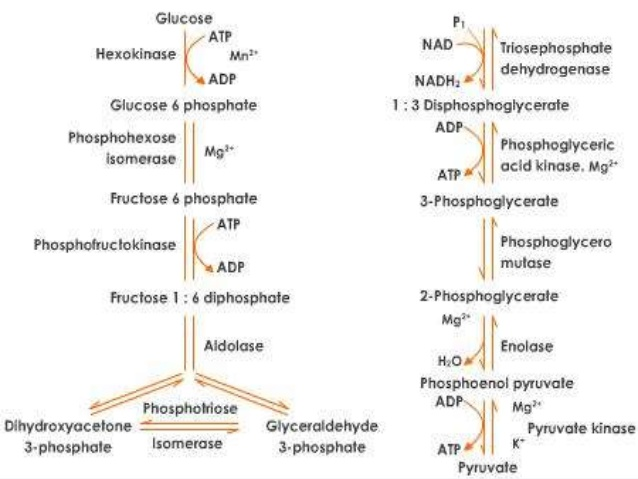 Glucose
ATP
Hexokinase
Mn²⁺
ADP
Glucose 6 phosphate
Phosphohexose
isomerase
Mg²⁺
Fructose 6 phosphate
ATP
Phosphofructokinase
ADP
Fructose 1 : 6 diphosphate
Aldolase
Phosphotriose
Dihydroxyacetone
3-phosphate
Isomerase
Glyceraldehyde
3-phosphate
P₁
NAD
Triosephosphate
dehydrogenase
NADH₂
1 : 3 Disphosphoglycerate
ADP
Phosphoglyceric
acid kinase. Mg²⁺
ATP
3-Phosphoglycerate
Phosphoglycero
mutase
2-Phosphoglycerate
Mg²⁺
Enolase
H₂O
Phosphoenol pyruvate
ADP
Mg²⁺
Pyruvate kinase
K⁺
ATP
Pyruvate